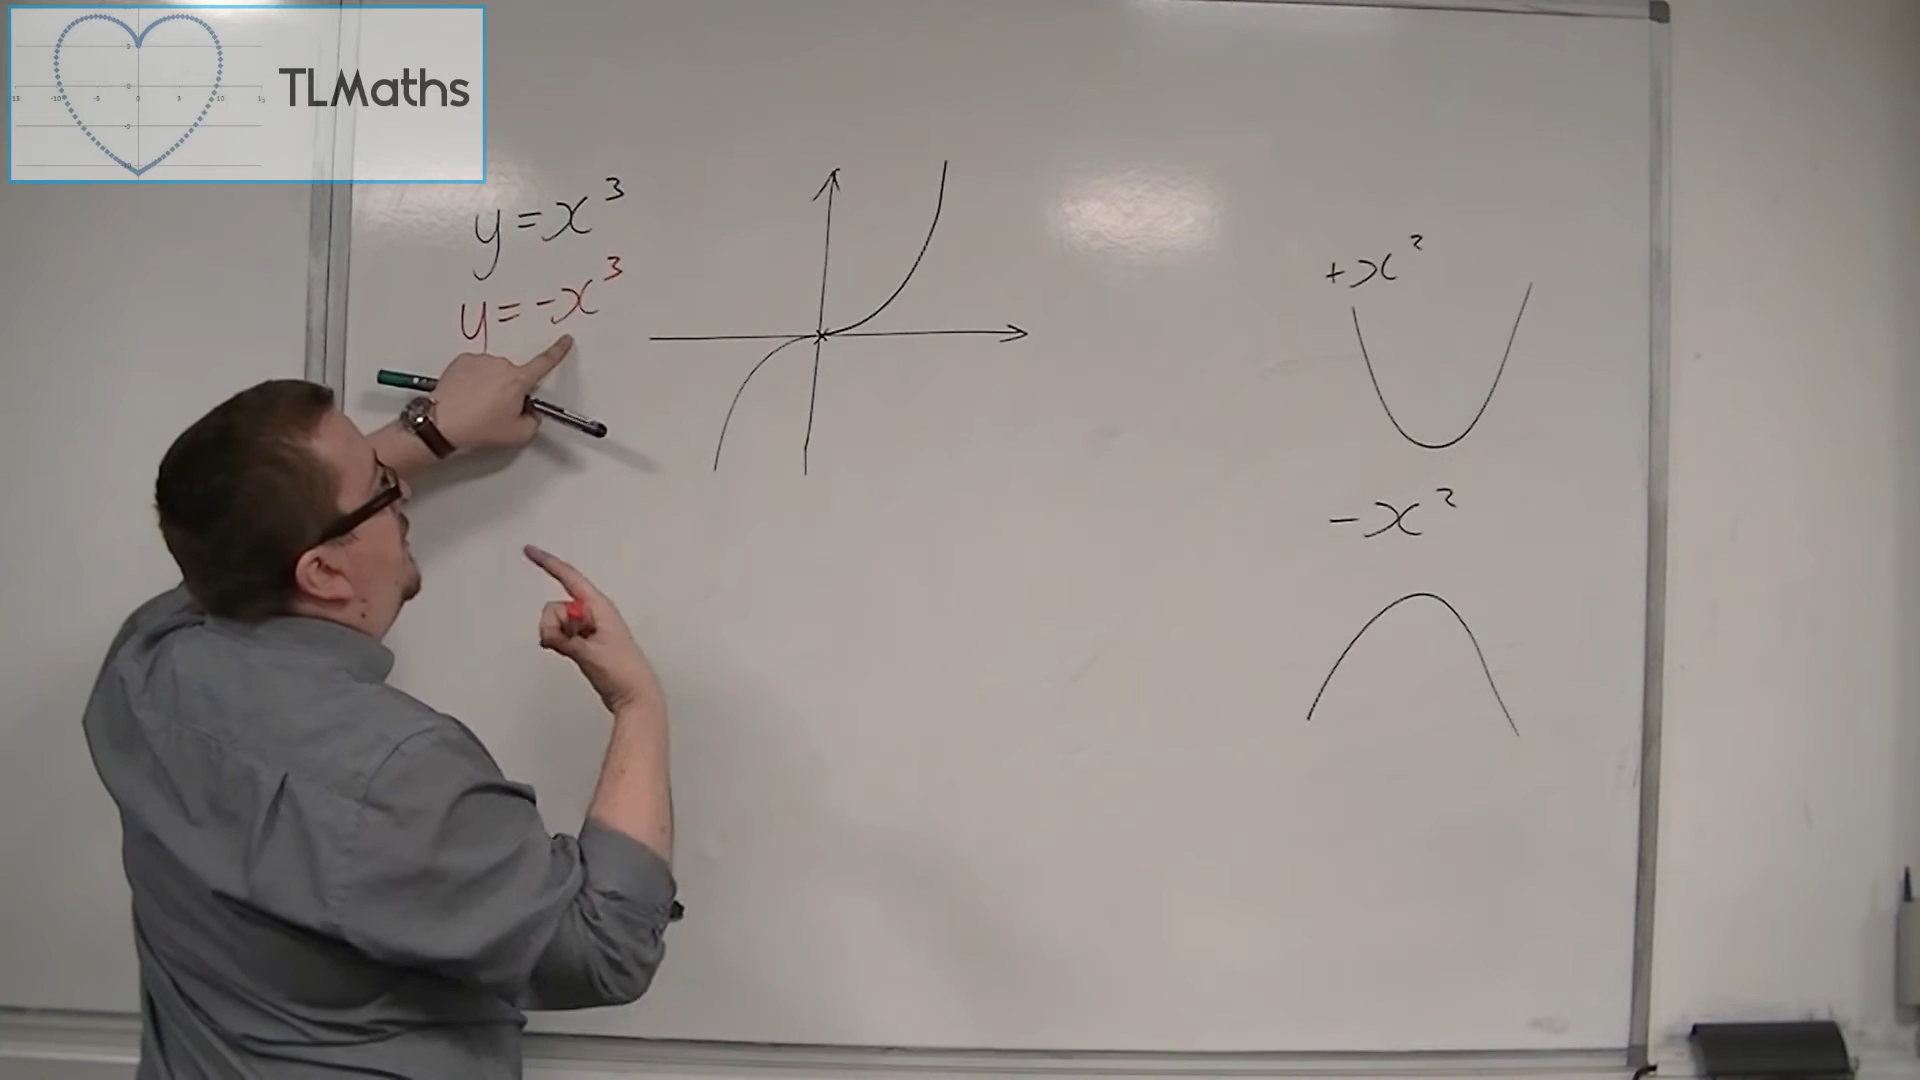 TLMaths
y = x³
y = -x³
+x²
-x²